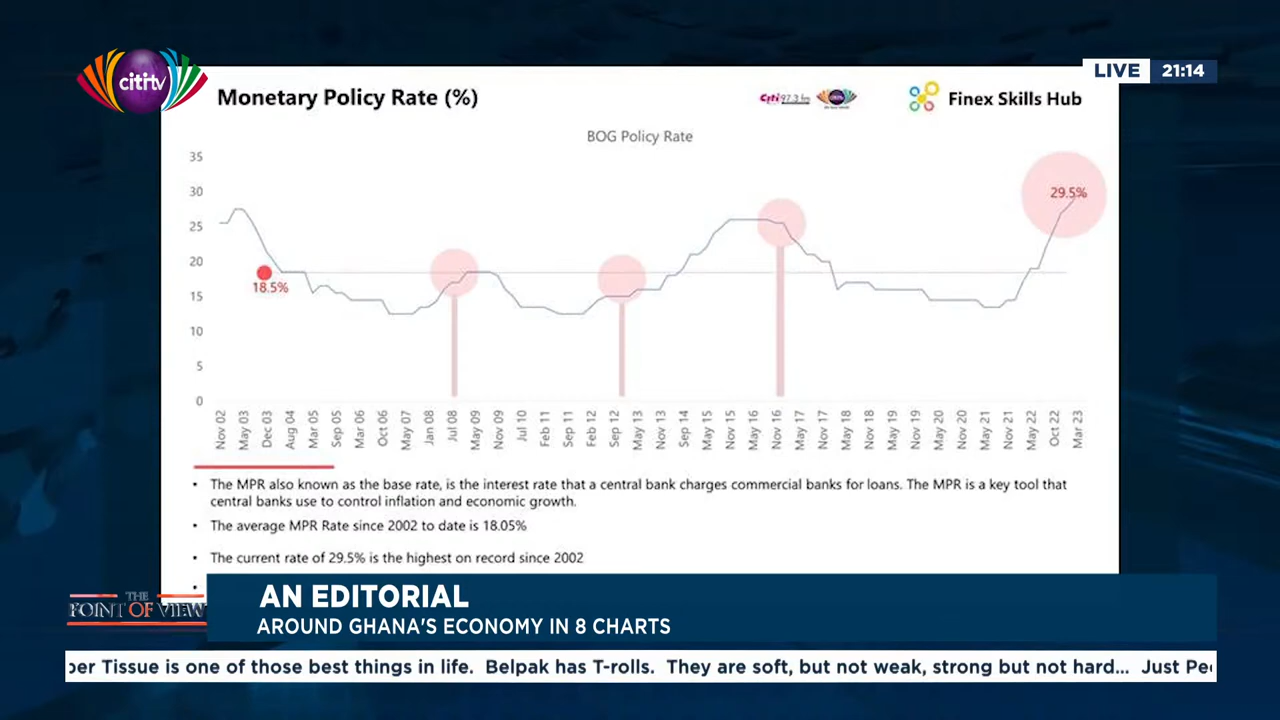 cititv
LIVE 21:14
Monetary Policy Rate (%)
Citi 97.3 fm
Finex Skills Hub
BOG Policy Rate
35
30
25
20
15
10
5
0
29.5%
18.5%
Nov 02
May 03
Dec 03
Aug 04
Mar 05
Sep 05
Mar 06
Oct 06
May 07
Jan 08
Jul 08
May 09
Nov 09
Jul 10
Feb 11
Sep 11
Feb 12
Sep 12
May 13
Nov 13
Sep 14
May 15
Nov 15
May 16
Nov 16
May 17
Nov 17
May 18
Nov 18
May 19
Nov 19
May 20
Nov 20
May 21
Nov 21
May 22
Oct 22
Mar 23
• The MPR also known as the base rate, is the interest rate that a central bank charges commercial banks for loans. The MPR is a key tool that
central banks use to control inflation and economic growth.
• The average MPR Rate since 2002 to date is 18.05%
• The current rate of 29.5% is the highest on record since 2002
THE
POINT OF VIEW
AN EDITORIAL
AROUND GHANA'S ECONOMY IN 8 CHARTS
per Tissue is one of those best things in life. Belpak has T-rolls. They are soft, but not weak, strong but not hard... Just Pe